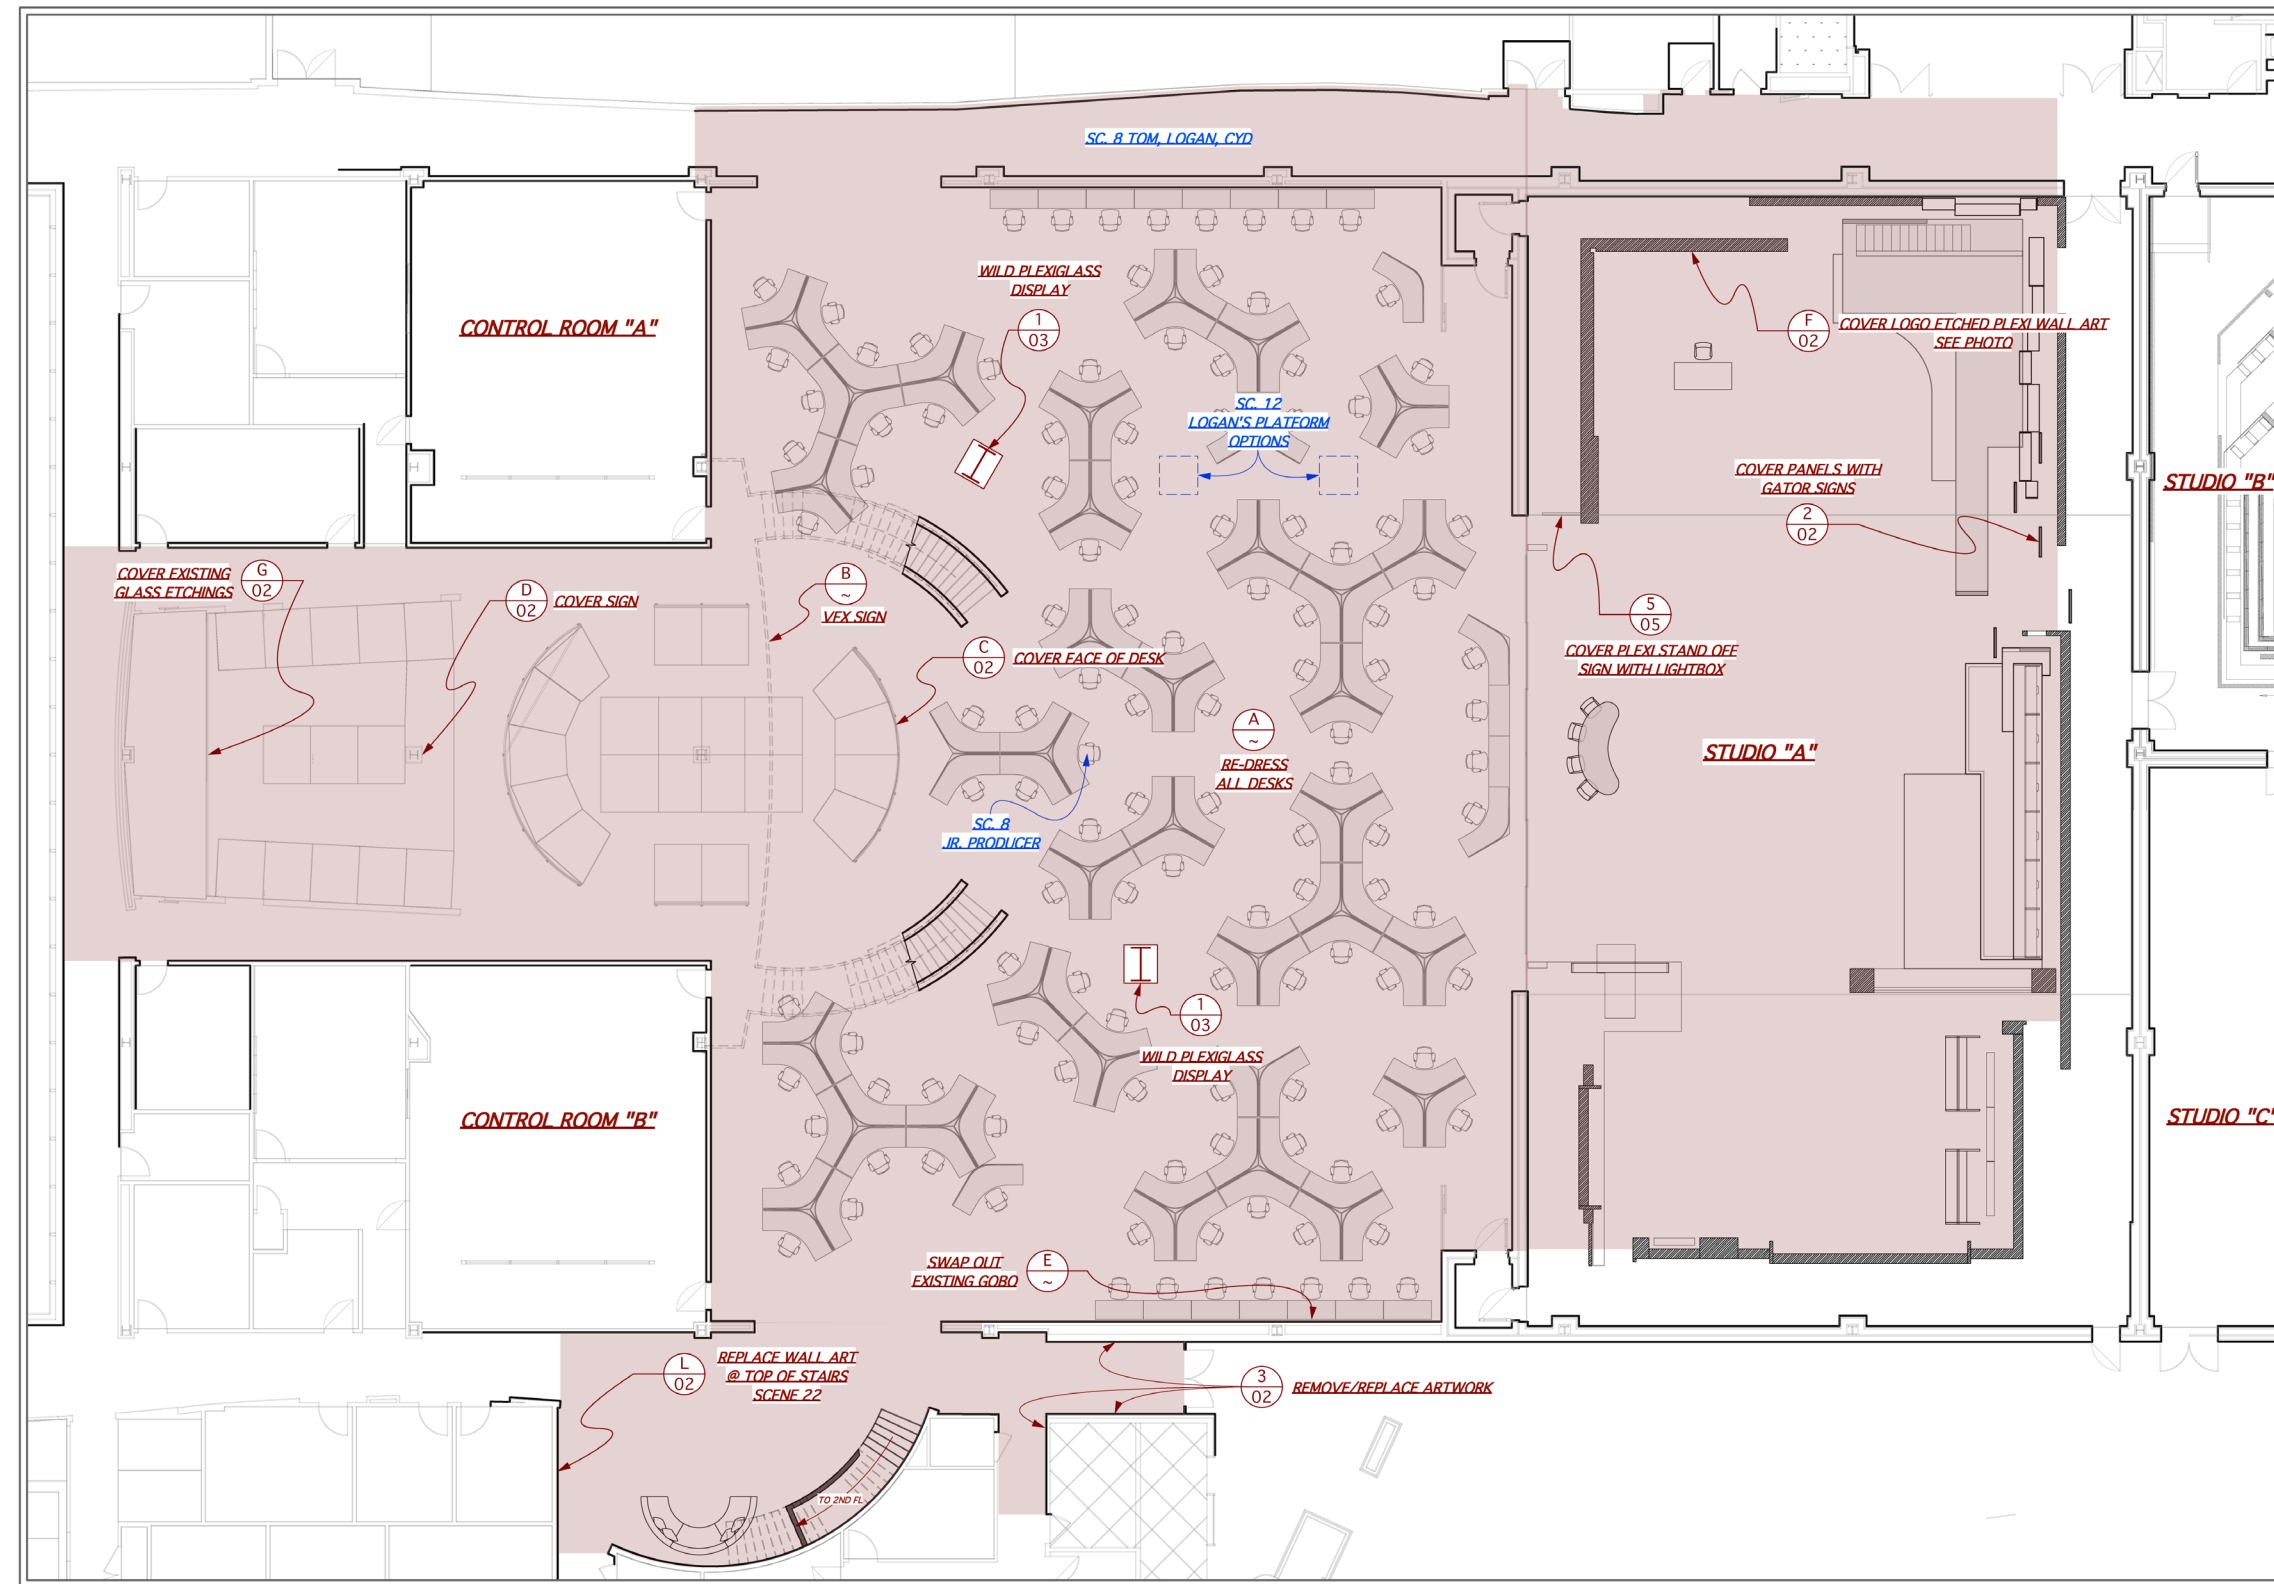 SC. 8 TOM, LOGAN, CYD
WILD PLEXIGLASS
DISPLAY
1
03
CONTROL ROOM "A"
F
02
COVER LOGO ETCHED PLEXI WALL ART
SEE PHOTO
SC. 12
LOGAN'S PLATFORM
OPTIONS
COVER PANELS WITH
GATOR SIGNS
2
02
STUDIO "B"
COVER EXISTING
GLASS ETCHINGS
G
02
D
02
COVER SIGN
B
~
VFX SIGN
C
02
COVER FACE OF DESK
5
05
COVER PLEXI STAND OFF
SIGN WITH LIGHTBOX
A
~
RE-DRESS
ALL DESKS
STUDIO "A"
SC. 8
JR. PRODUCER
1
03
WILD PLEXIGLASS
DISPLAY
CONTROL ROOM "B"
STUDIO "C"
SWAP OUT
EXISTING GOBO
E
~
L
02
REPLACE WALL ART
@ TOP OF STAIRS
SCENE 22
3
02
REMOVE/REPLACE ARTWORK
TO 2ND FL